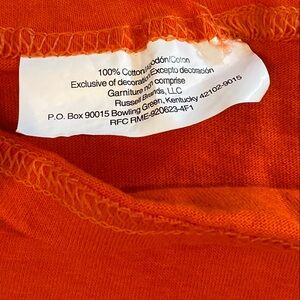 100% Cotton/Algodón/Coton
Exclusive of decoration/Excepto decoración
Garniture non comprise
Russell Brands, LLC
P.O. Box 90015 Bowling Green, Kentucky 42102-9015
RFC RME-920623-4F1